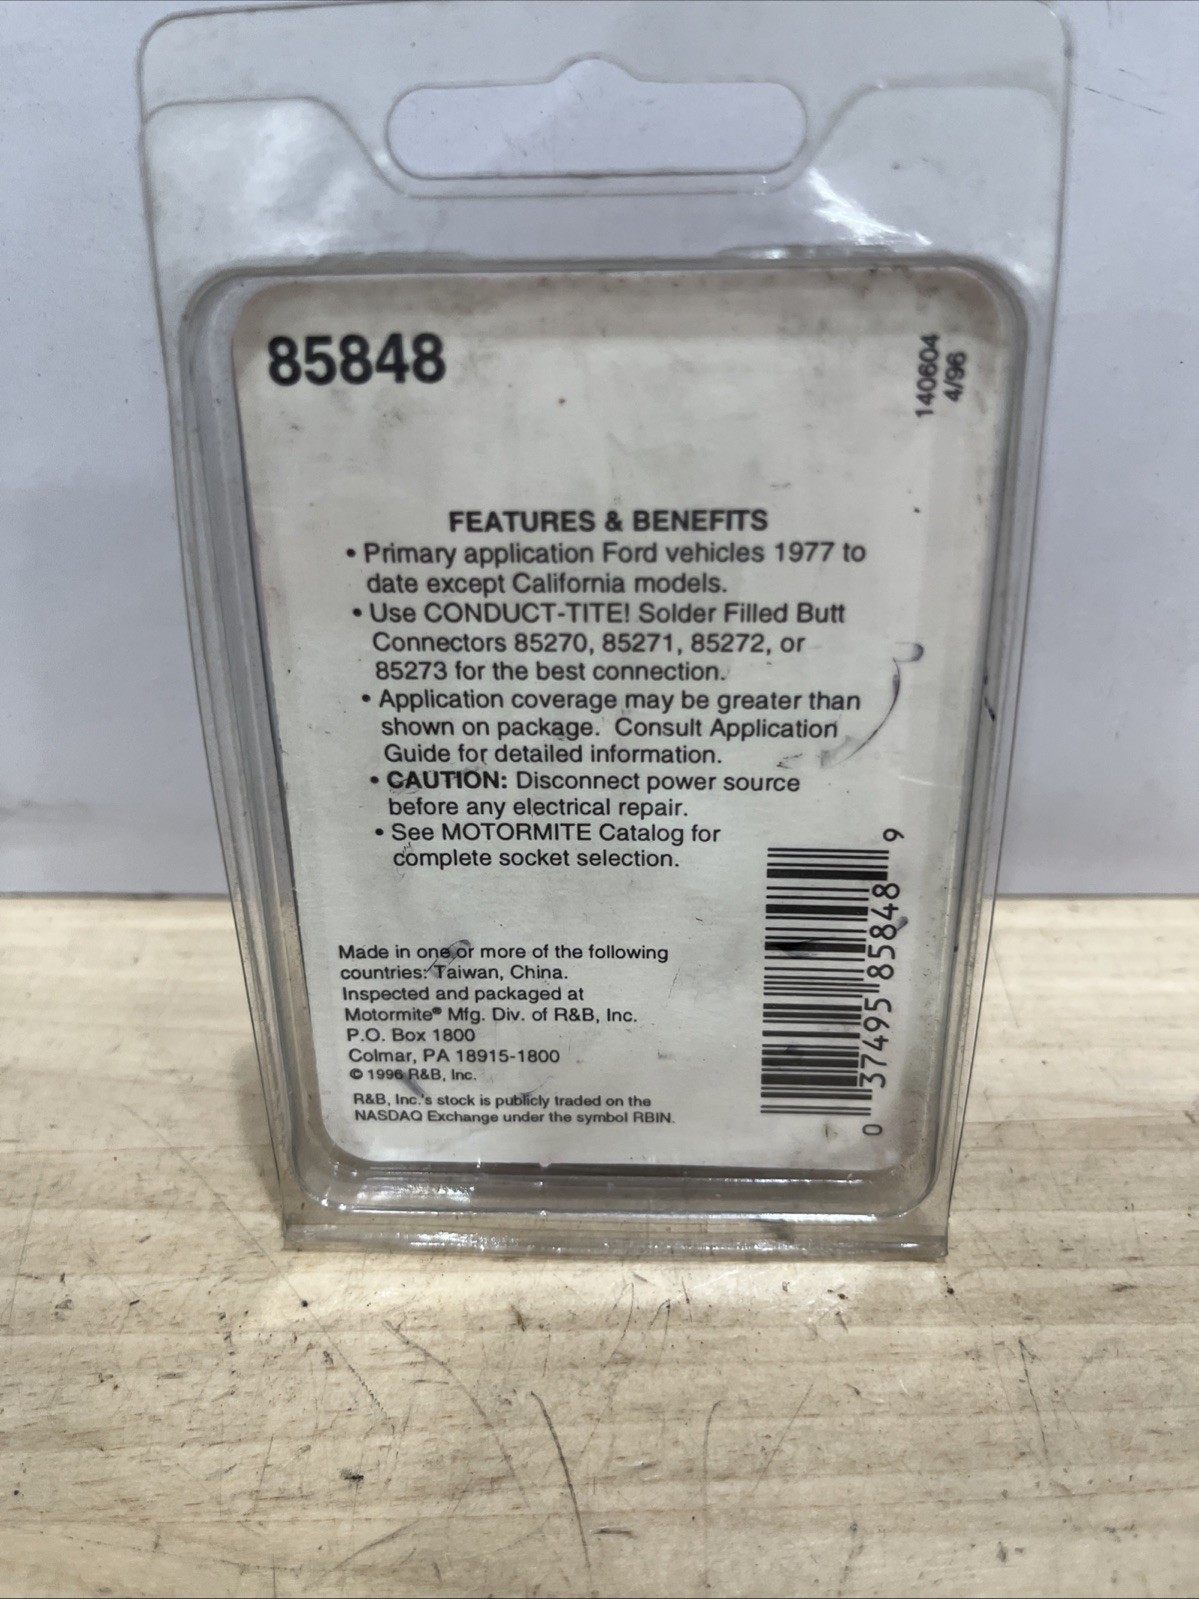 85848
140604
4/96
FEATURES & BENEFITS
• Primary application Ford vehicles 1977 to
date except California models.
• Use CONDUCT-TITE! Solder Filled Butt
Connectors 85270, 85271, 85272, or
85273 for the best connection.
• Application coverage may be greater than
shown on package. Consult Application
Guide for detailed information.
• CAUTION: Disconnect power source
before any electrical repair.
• See MOTORMITE Catalog for
complete socket selection.
Made in one or more of the following
countries: Taiwan, China.
Inspected and packaged at
Motormite® Mfg. Div. of R&B, Inc.
P.O. Box 1800
Colmar, PA 18915-1800
© 1996 R&B, Inc.
R&B, Inc.'s stock is publicly traded on the
NASDAQ Exchange under the symbol RBIN.
0 37495 85848 9